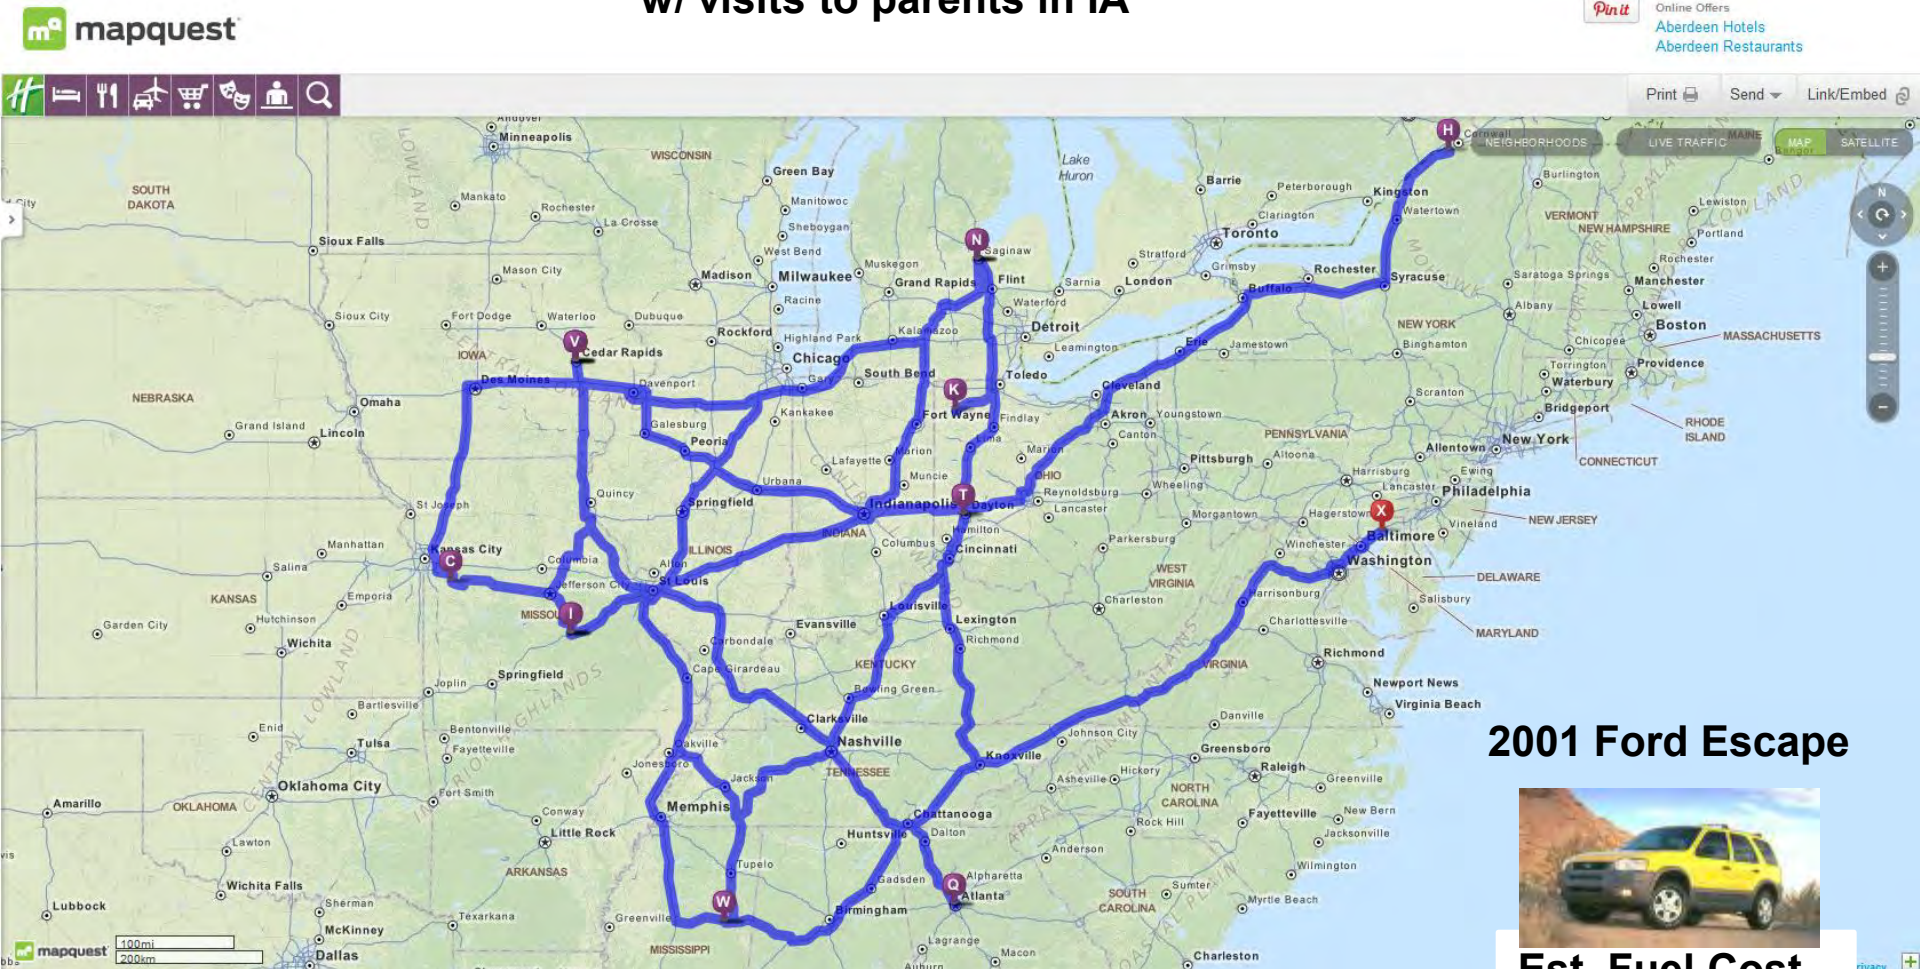 w/ visits to parents in IA
mapquest
Pin it
Online Offers
Aberdeen Hotels
Aberdeen Restaurants
Print
Send
Link/Embed
NEIGHBORHOODS
LIVE TRAFFIC
MAP
SATELLITE
Minneapolis
WISCONSIN
Green Bay
Lake
Huron
Barrie
Peterborough
Kingston
H
Cornwall
MAINE
Bangor
Burlington
SOUTH
DAKOTA
City
Mankato
Rochester
La Crosse
Manitowoc
Sheboygan
West Bend
Clarington
Toronto
Watertown
VERMONT
NEW HAMPSHIRE
Lewiston
Portland
N
Sioux Falls
Mason City
Madison
Milwaukee
Racine
Muskegon
Grand Rapids
N
Saginaw
Flint
Waterford
Sarnia
Stratford
London
Grimsby
Buffalo
Rochester
Syracuse
Saratoga Springs
Albany
Rochester
Manchester
Lowell
Boston
MASSACHUSETTS
Sioux City
Fort Dodge
Waterloo
Dubuque
Rockford
Highland Park
Chicago
Kalamazoo
Detroit
Leamington
Erie
Jamestown
NEW YORK
Binghamton
Chicopee
Torrington
Providence
Waterbury
Bridgeport
RHODE
ISLAND
CONNECTICUT
IOWA
V
Cedar Rapids
Des Moines
Davenport
Gary
South Bend
Toledo
K
Fort Wayne
Findlay
Cleveland
Akron
Youngstown
Canton
Scranton
NEBRASKA
Omaha
Grand Island
Lincoln
Galesburg
Peoria
Kankakee
Lafayette
Marion
Muncie
Lima
Marion
OHIO
PENNSYLVANIA
Pittsburgh
Altoona
Allentown
New York
Ewing
Harrisburg
Lancaster
Philadelphia
St Joseph
Quincy
Springfield
Urbana
Indianapolis
T
Dayton
Reynoldsburg
Lancaster
Wheeling
Morgantown
Hagerstown
X
Baltimore
Vineland
NEW JERSEY
Manhattan
Kansas City
C
Columbia
ILLINOIS
INDIANA
Columbus
Hamilton
Cincinnati
Parkersburg
Winchester
Washington
DELAWARE
Salina
Emporia
KANSAS
Jefferson City
Alton
St Louis
WEST
VIRGINIA
Charleston
Harrisonburg
Salisbury
MARYLAND
Garden City
Hutchinson
Wichita
MISSOU
I
Evansville
Louisville
Lexington
Richmond
Charlottesville
Richmond
Springfield
Joplin
Carbondale
Cape Girardeau
KENTUCKY
Bowling Green
VIRGINIA
Newport News
Virginia Beach
Bartlesville
Enid
Tulsa
Bentonville
Fayetteville
Clarksville
Nashville
TENNESSEE
Oakville
Jonesboro
Jackson
Knoxville
Johnson City
Danville
Greensboro
Raleigh
Greenville
Asheville
Hickory
NORTH
CAROLINA
2001 Ford Escape
Amarillo
OKLAHOMA
Oklahoma City
Fort Smith
Conway
Little Rock
Memphis
Huntsville
Chattanooga
Dalton
Rock Hill
Fayetteville
New Bern
Jacksonville
Lawton
Wichita Falls
ARKANSAS
Tupelo
Gadsden
Q
Alpharetta
Atlanta
Anderson
SOUTH
CAROLINA
Sumter
Wilmington
Myrtle Beach
Lubbock
Sherman
McKinney
Dallas
Texarkana
Greenville
W
MISSISSIPPI
Birmingham
Lagrange
Auburn
Macon
Charleston
mapquest
100mi
200km
Est. Fuel Cost